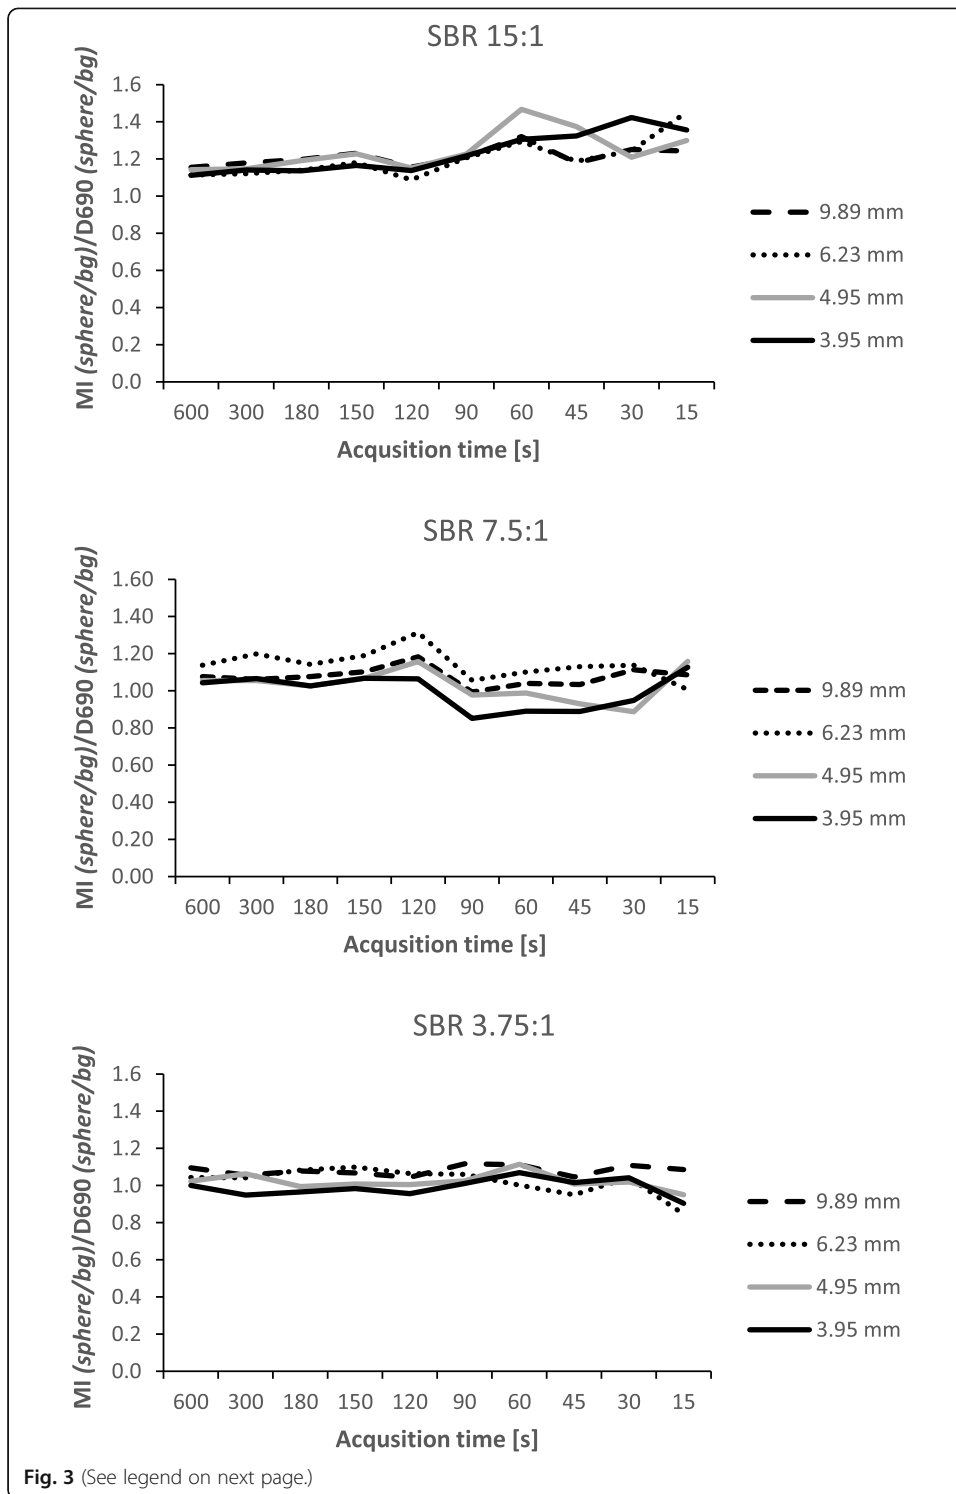 SBR 15:1
MI (sphere/bg)/D690 (sphere/bg)
1.6
1.4
1.2
1.0
0.8
0.6
0.4
0.2
0.0
600 300 180 150 120 90 60 45 30 15
Acqusition time [s]
9.89 mm
6.23 mm
4.95 mm
3.95 mm
SBR 7.5:1
MI (sphere/bg)/D690 (sphere/bg)
1.60
1.40
1.20
1.00
0.80
0.60
0.40
0.20
0.00
600 300 180 150 120 90 60 45 30 15
Acqusition time [s]
9.89 mm
6.23 mm
4.95 mm
3.95 mm
SBR 3.75:1
MI (sphere/bg)/D690 (sphere/bg)
1.6
1.4
1.2
1.0
0.8
0.6
0.4
0.2
0.0
600 300 180 150 120 90 60 45 30 15
Acqusition time [s]
9.89 mm
6.23 mm
4.95 mm
3.95 mm
Fig. 3 (See legend on next page.)